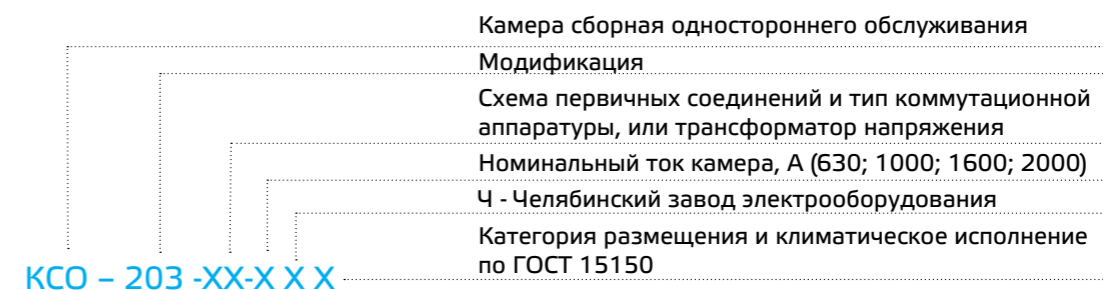 Камера сборная одностороннего обслуживания
Модификация
Схема первичных соединений и тип коммутационной
аппаратуры, или трансформатор напряжения
Номинальный ток камера, А (630; 1000; 1600; 2000)
Ч - Челябинский завод электрооборудования
Категория размещения и климатическое исполнение
по ГОСТ 15150
КСО – 203 -ХХ-Х Х Х